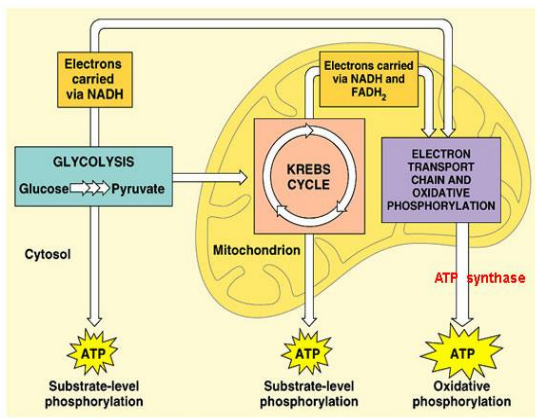 Electrons
carried
via NADH
Electrons carried
via NADH and
FADH₂
GLYCOLYSIS
Glucose
Pyruvate
KREBS
CYCLE
ELECTRON
TRANSPORT
CHAIN AND
OXIDATIVE
PHOSPHORYLATION
Cytosol
Mitochondrion
ATP synthase
ATP
ATP
ATP
Substrate-level
phosphorylation
Substrate-level
phosphorylation
Oxidative
phosphorylation